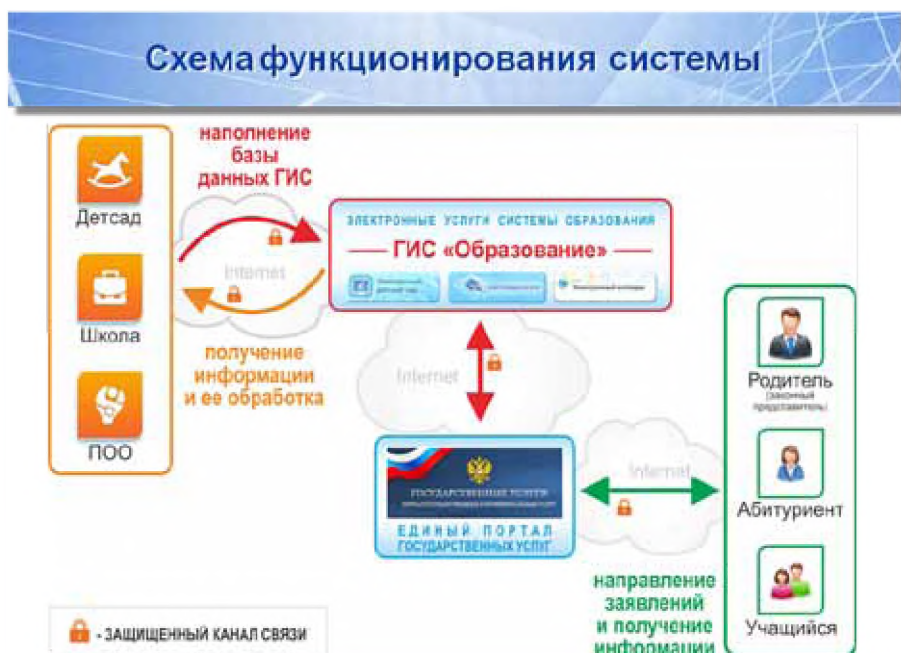 Схема функционирования системы
наполнение
базы
данных ГИС
Детсад
Школа
ПОО
Internet
получение
информации
и ее обработка
ЭЛЕКТРОННЫЕ УСЛУГИ СИСТЕМЫ ОБРАЗОВАНИЯ
ГИС «Образование»
Internet
ГОСУДАРСТВЕННЫЕ УСЛУГИ
ЕДИНЫЙ ПОРТАЛ
ГОСУДАРСТВЕННЫХ УСЛУГ
Internet
Родитель
(законный
представитель)
Абитуриент
Учащийся
направление
заявлений
и получение
информации
- ЗАЩИЩЕННЫЙ КАНАЛ СВЯЗИ